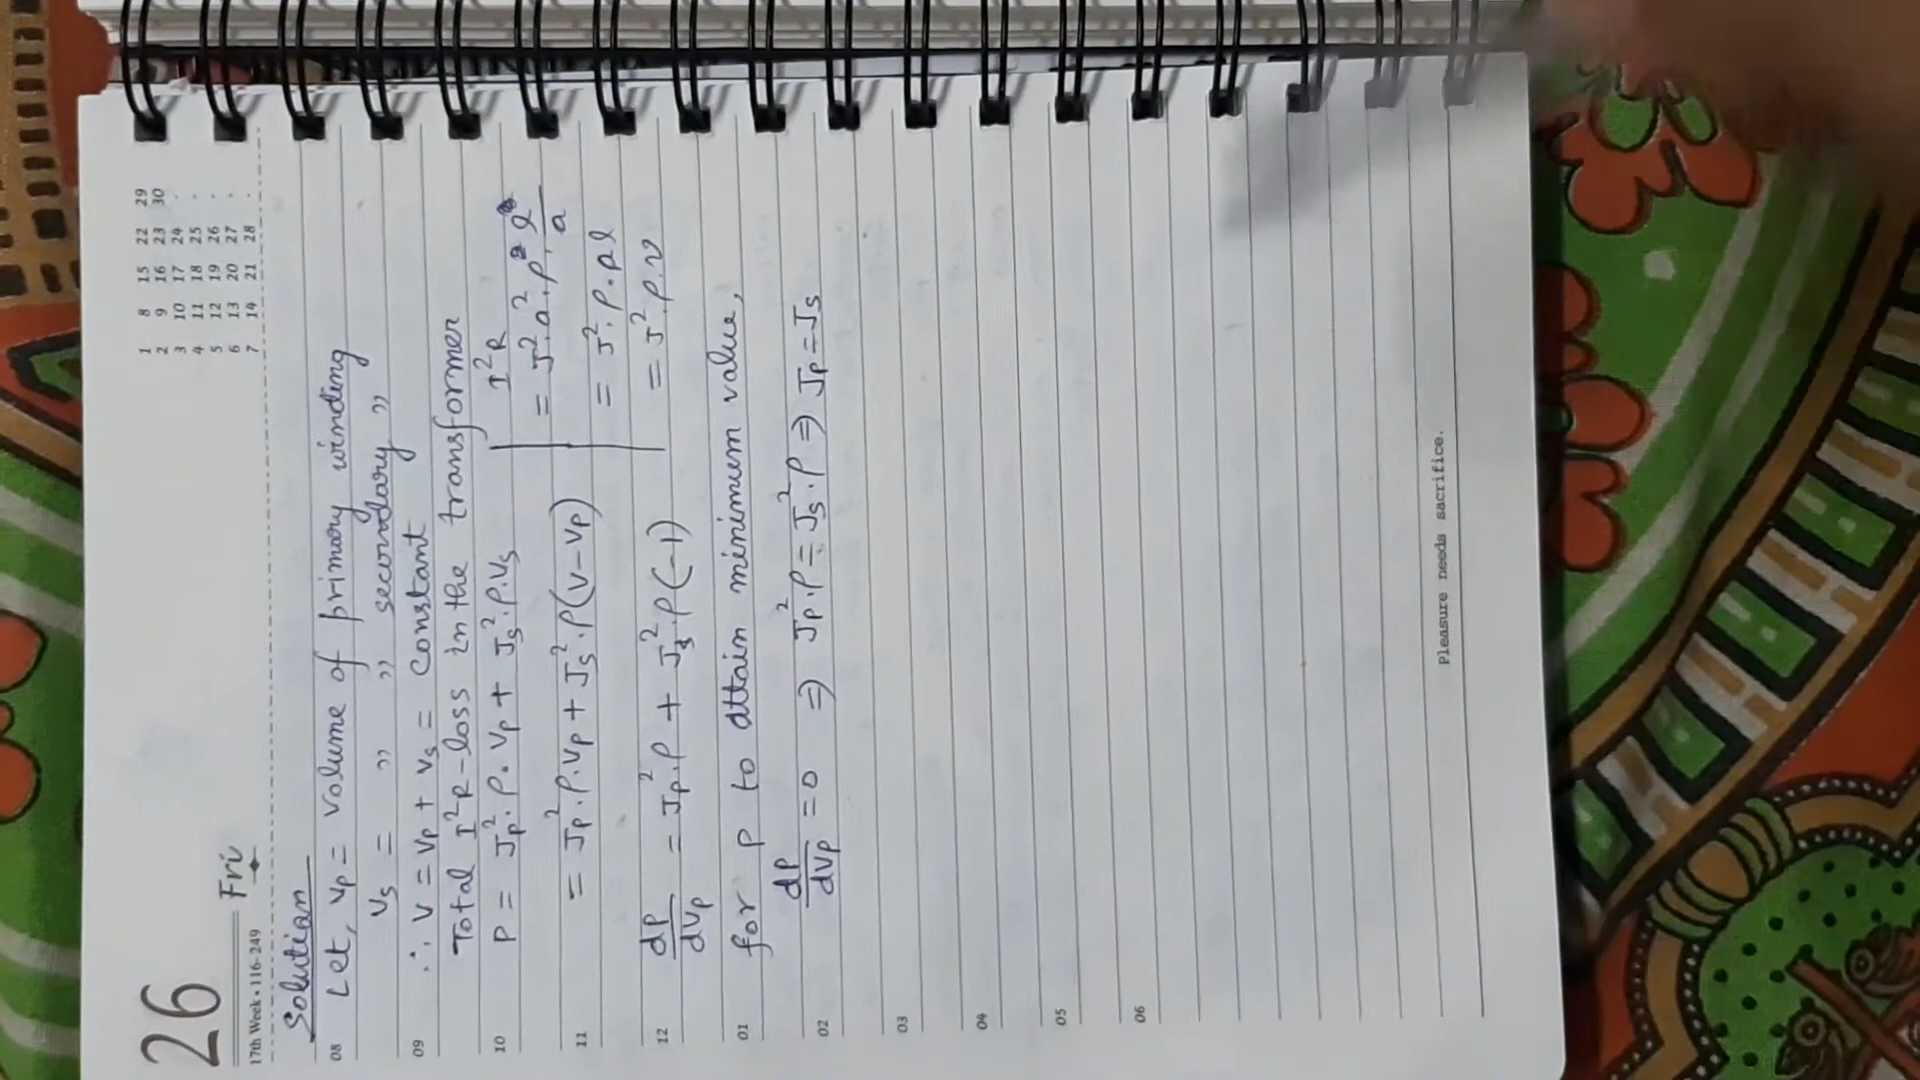 26
Fri
17th Week • 116-249
1 8 15 22 29
2 9 16 23 30
3 10 17 24 .
4 11 18 25 .
5 12 19 26 .
6 13 20 27 .
7 14 21 28 .
Solution
08 Let, Vp = volume of primary winding
Vs = " " " secondary "
09 ∴ V = Vp + Vs = constant
Total I²R-loss in the transformer
10 P = Jp²·ρ·Vp + Js²·ρ·Vs
I²R
= J²·a²·ρ·l/a
11 = Jp²·ρ·Vp + Js²·ρ(V-Vp)
= J²·ρ·al
12 dP/dVp = Jp²·ρ + Js²·ρ(-1)
= J²·ρ·v
01 for P to attain minimum value,
02 dP/dVp = 0 ⇒ Jp²·ρ = Js²·ρ ⇒ Jp = Js
03
04
05
06
Pleasure needs sacrifice.